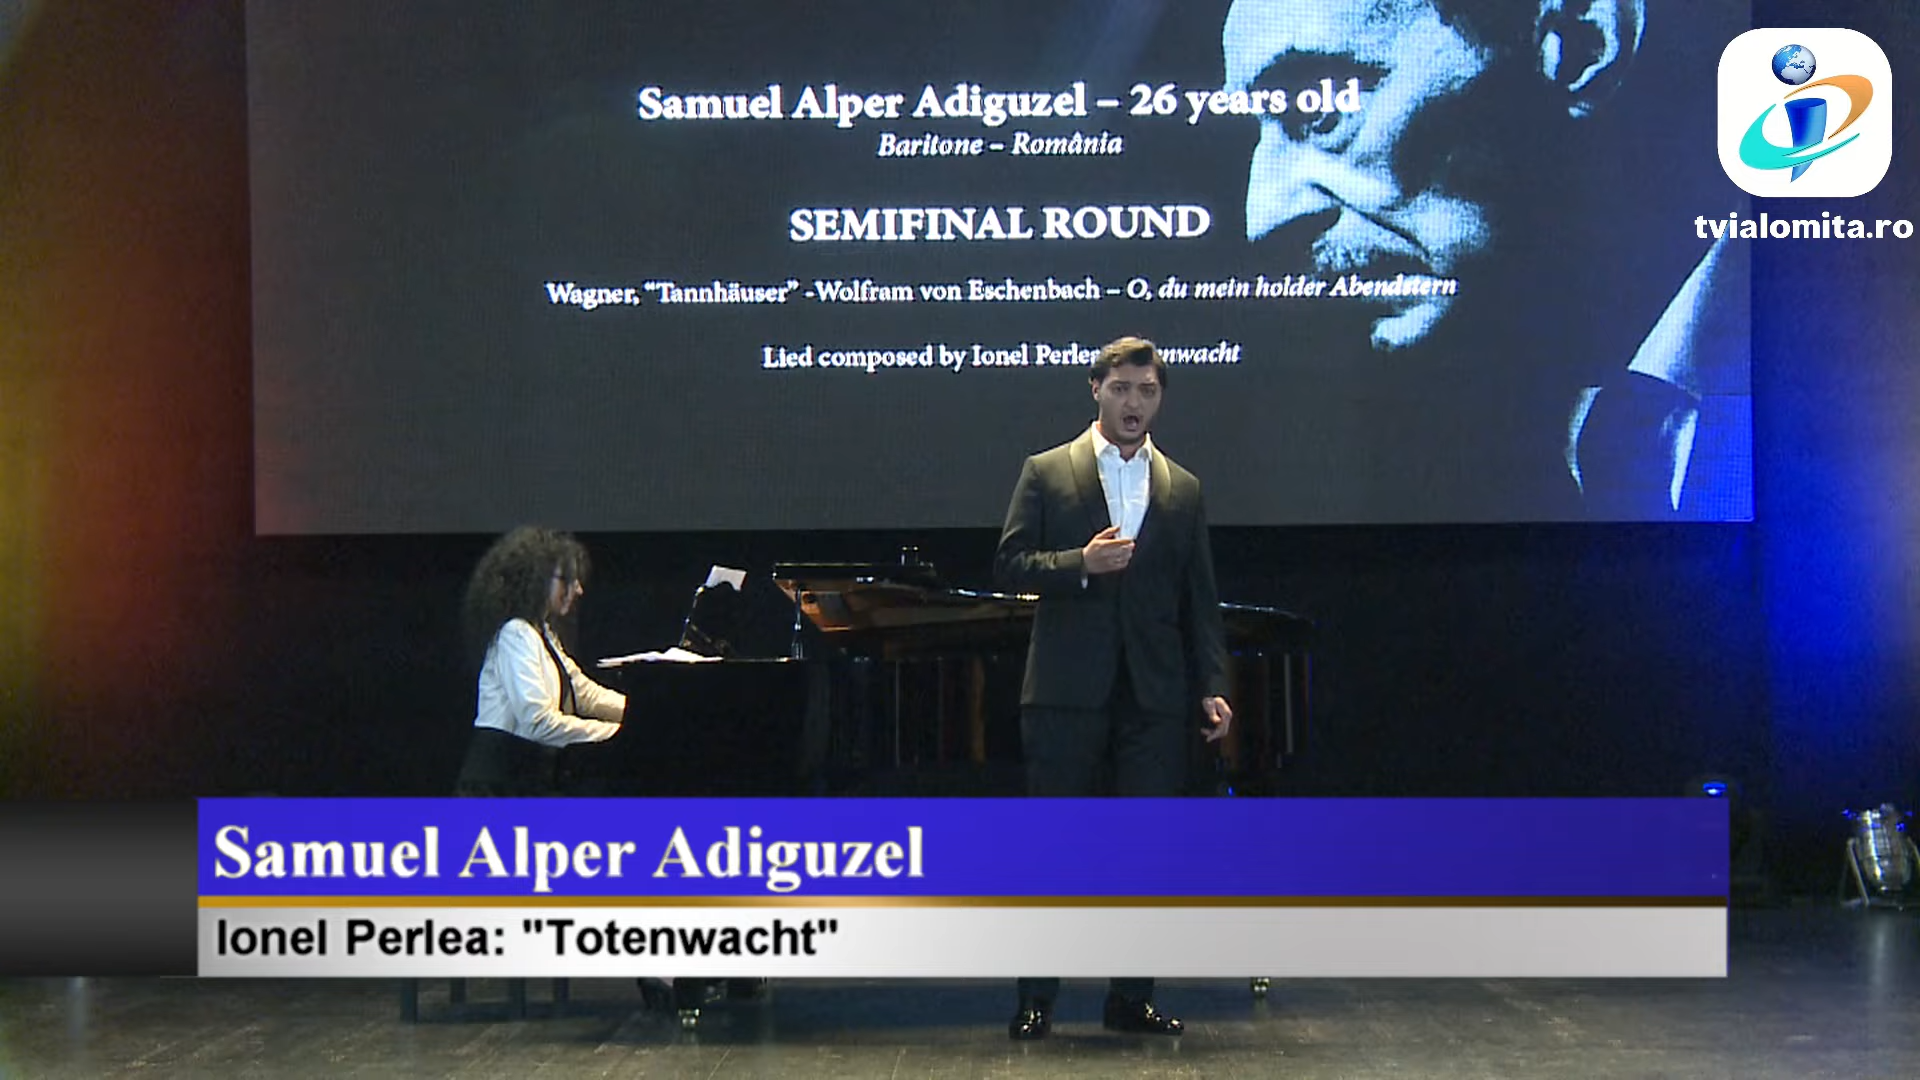 Samuel Alper Adiguzel – 26 years old
Baritone – România
SEMIFINAL ROUND
Wagner, “Tannhäuser” -Wolfram von Eschenbach – O, du mein holder Abendstern
Lied composed by Ionel Perlea
tvialomita.ro
Samuel Alper Adiguzel
Ionel Perlea: "Totenwacht"